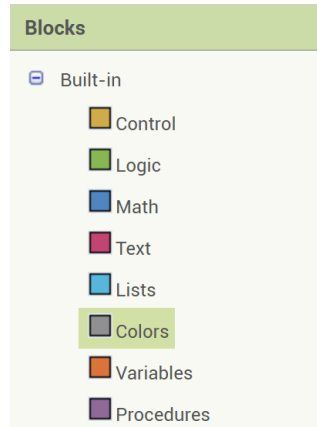 Blocks
Built-in
Control
Logic
Math
Text
Lists
Colors
Variables
Procedures